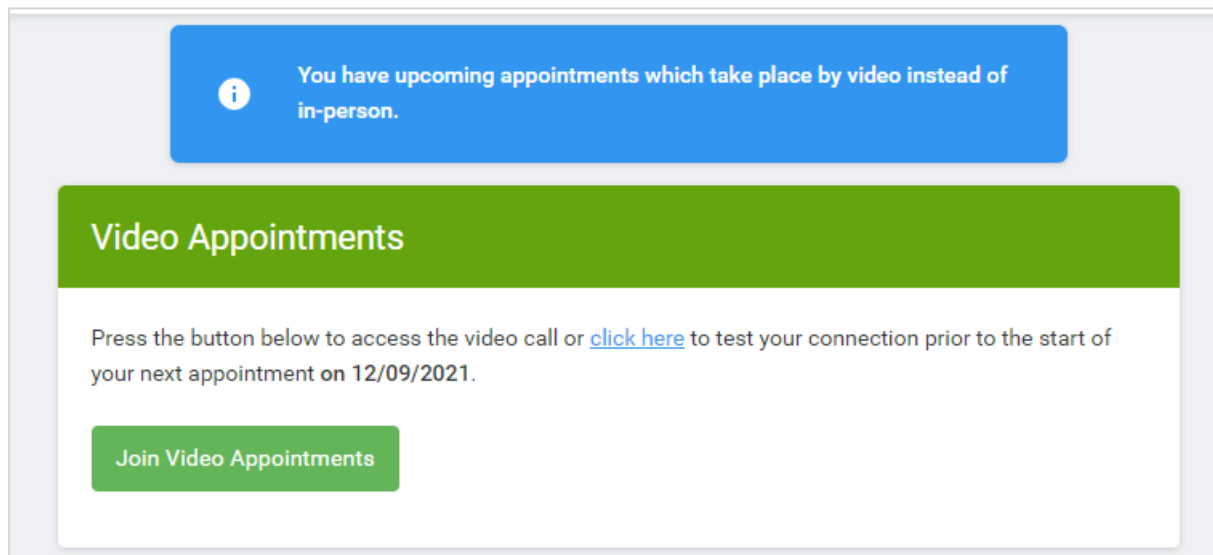 You have upcoming appointments which take place by video instead of
in-person.
Video Appointments
Press the button below to access the video call or click here to test your connection prior to the start of
your next appointment on 12/09/2021.
Join Video Appointments